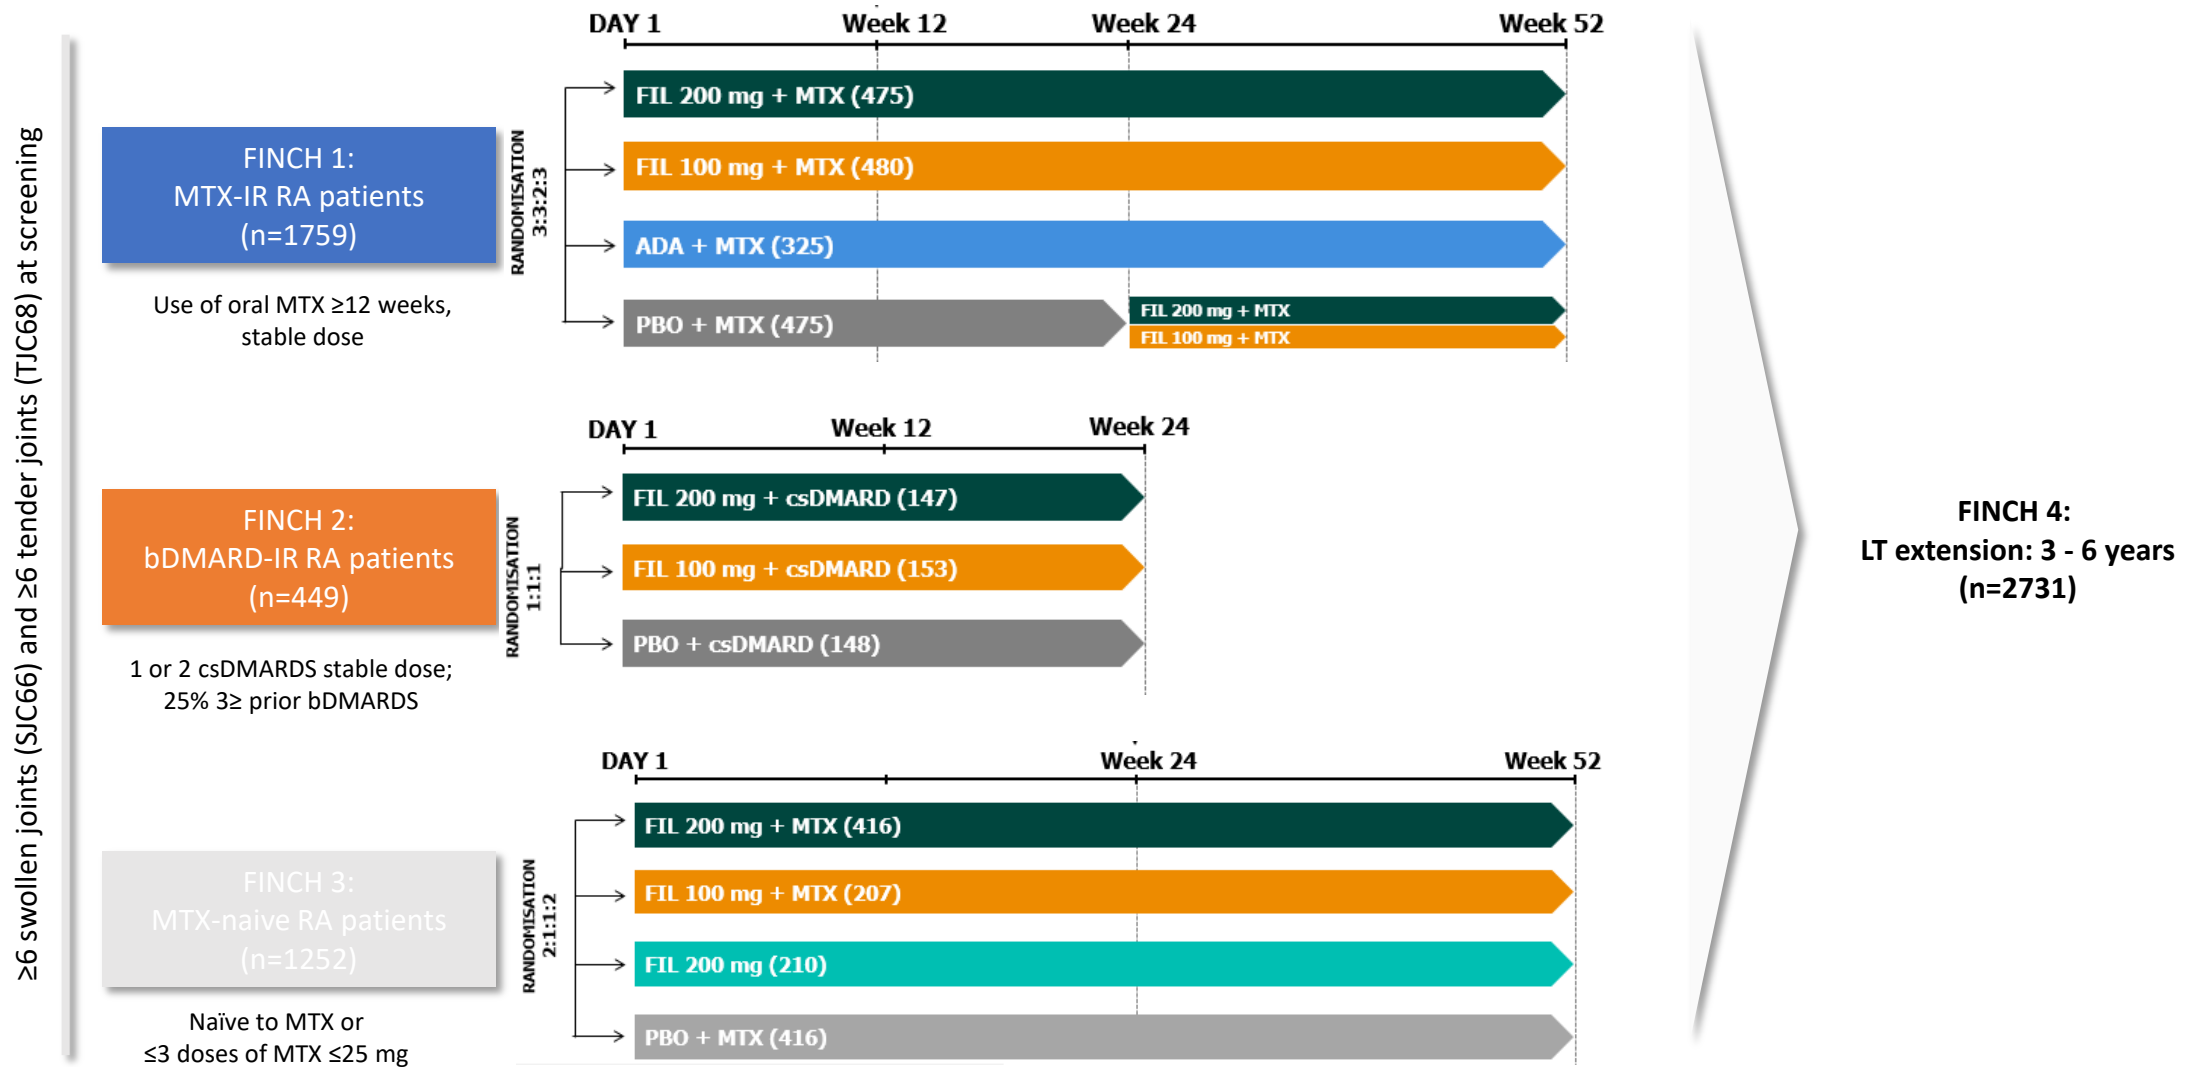 ≥6 swollen joints (SJC66) and ≥6 tender joints (TJC68) at screening
FINCH 1:
MTX-IR RA patients
(n=1759)
Use of oral MTX ≥12 weeks,
stable dose
RANDOMISATION
3:3:2:3
DAY 1
Week 12
Week 24
Week 52
FIL 200 mg + MTX (475)
FIL 100 mg + MTX (480)
ADA + MTX (325)
PBO + MTX (475)
FIL 200 mg + MTX
FIL 100 mg + MTX
FINCH 2:
bDMARD-IR RA patients
(n=449)
1 or 2 csDMARDS stable dose;
25% 3≥ prior bDMARDS
RANDOMISATION
1:1:1
DAY 1
Week 12
Week 24
FIL 200 mg + csDMARD (147)
FIL 100 mg + csDMARD (153)
PBO + csDMARD (148)
FINCH 3:
MTX-naive RA patients
(n=1252)
Naïve to MTX or
≤3 doses of MTX ≤25 mg
RANDOMISATION
2:1:1:2
DAY 1
Week 24
Week 52
FIL 200 mg + MTX (416)
FIL 100 mg + MTX (207)
FIL 200 mg (210)
PBO + MTX (416)
FINCH 4:
LT extension: 3 - 6 years
(n=2731)